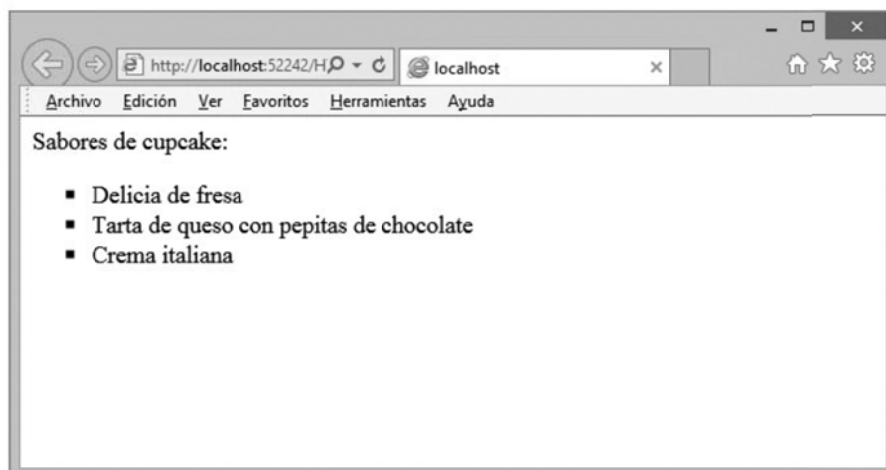 http://localhost:52242/H
localhost
Archivo Edición Ver Favoritos Herramientas Ayuda
Sabores de cupcake:
▪ Delicia de fresa
▪ Tarta de queso con pepitas de chocolate
▪ Crema italiana